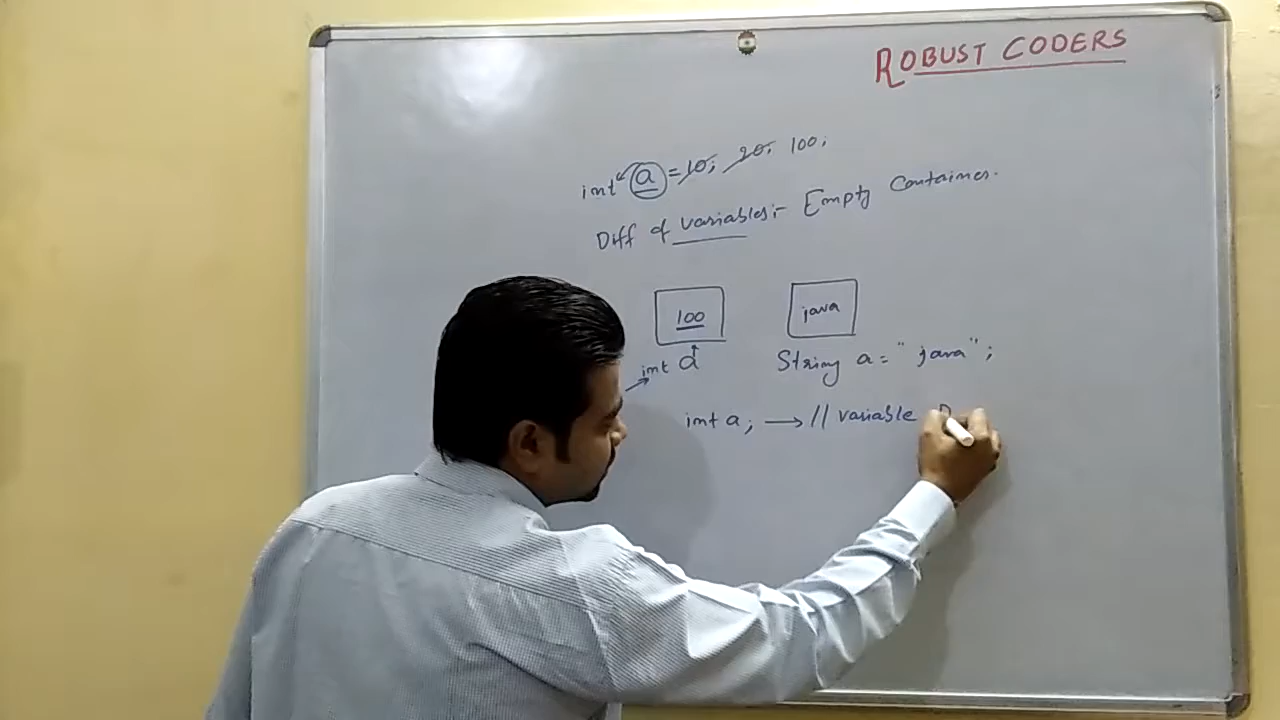 ROBUST CODERS
int a = 10; 20; 100;
Diff of variables:- Empty Container.
100
java
int a
String a = "java";
int a; → // variable D